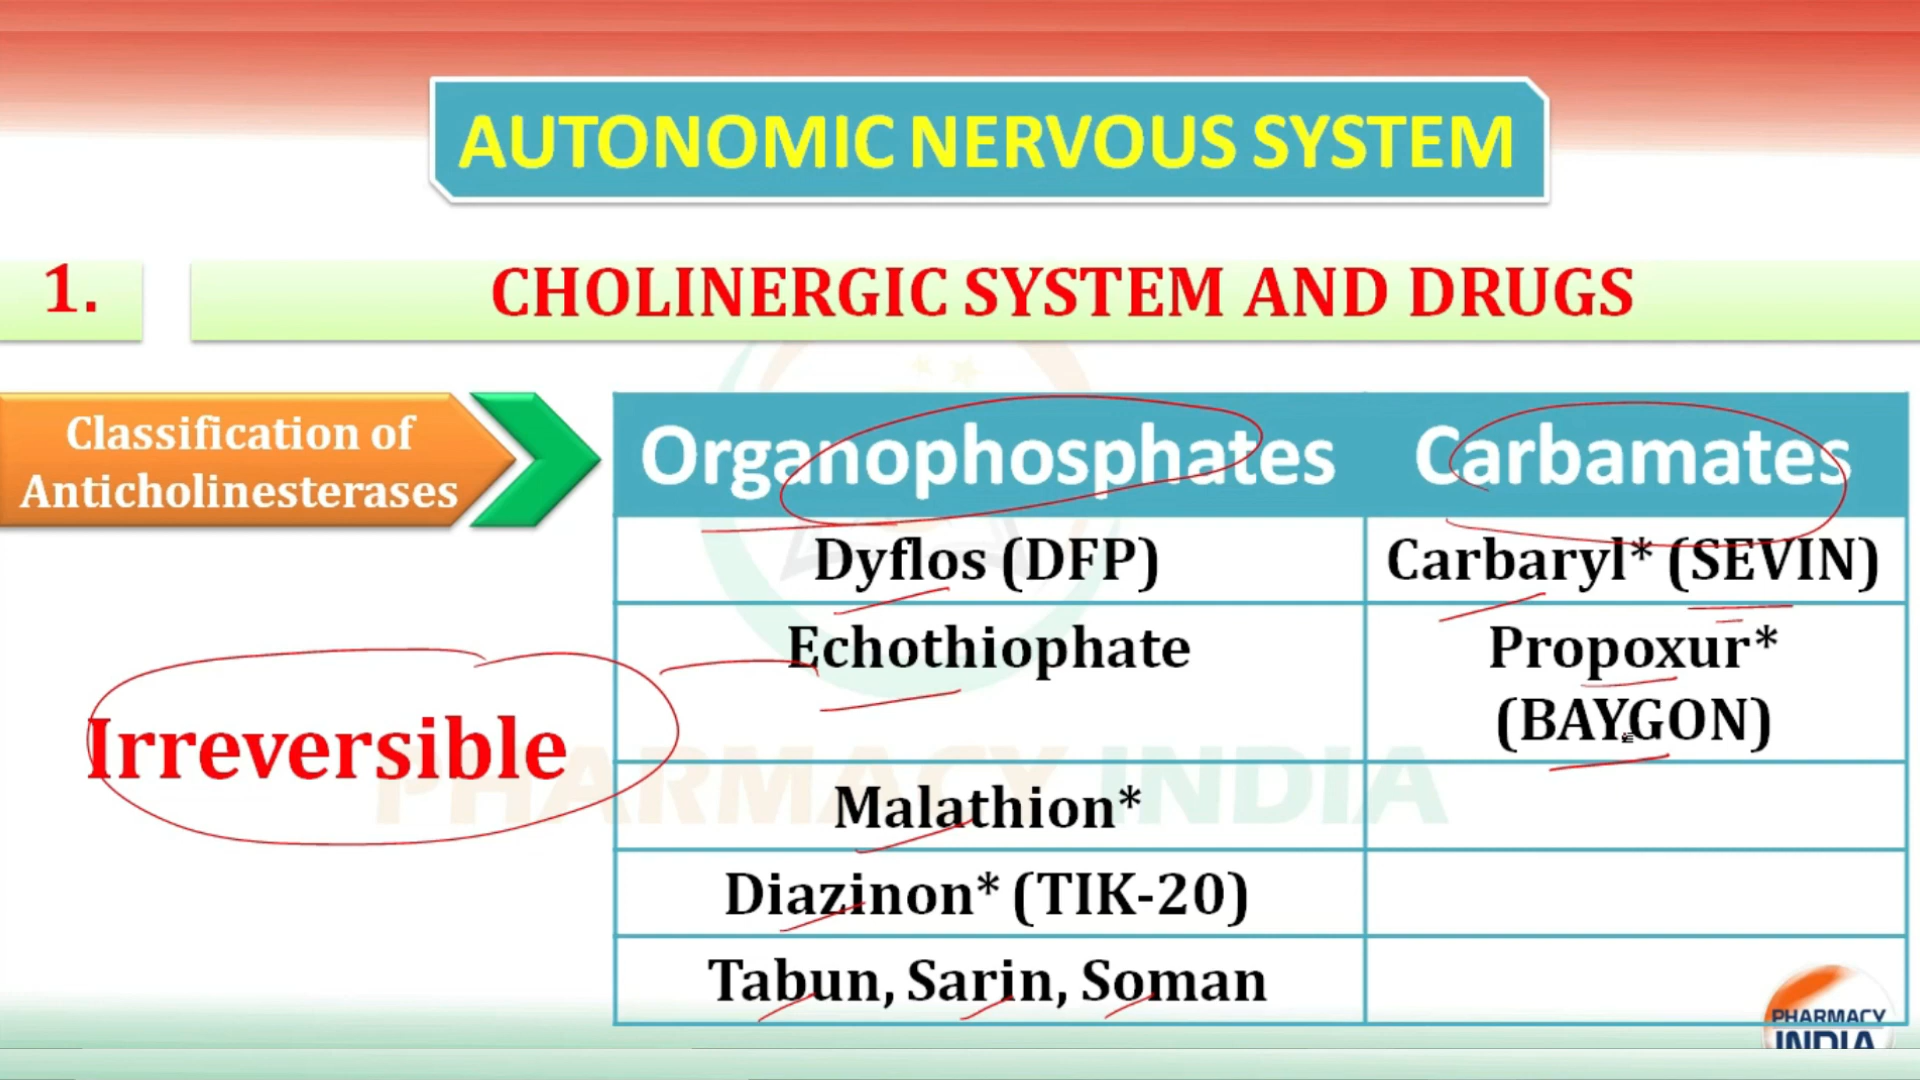 AUTONOMIC NERVOUS SYSTEM
1.
CHOLINERGIC SYSTEM AND DRUGS
Classification of
Anticholinesterases
Organophosphates
Carbamates
Dyflos (DFP)
Carbaryl* (SEVIN)
Echothiophate
Propoxur*
(BAYGON)
Irreversible
Malathion*
Diazinon* (TIK-20)
Tabun, Sarin, Soman
PHARMACY INDIA
PHARMACY
INDIA